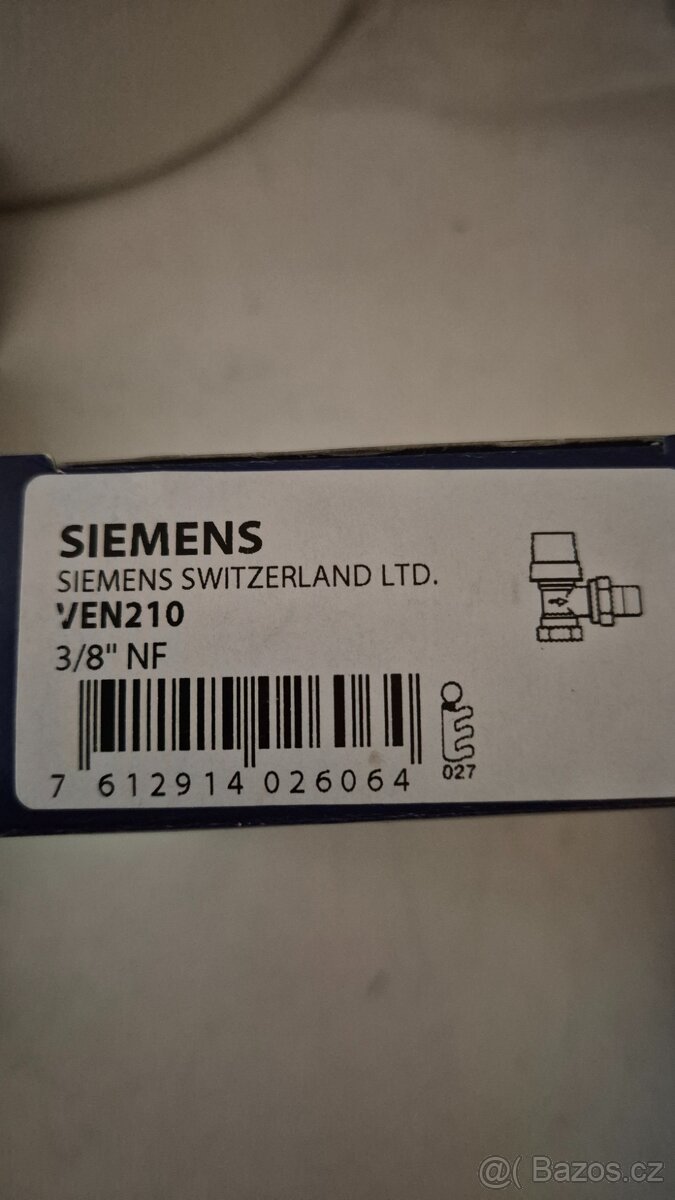 SIEMENS
SIEMENS SWITZERLAND LTD.
VEN210
3/8" NF
7 612914 026064
027
@( Bazos.cz